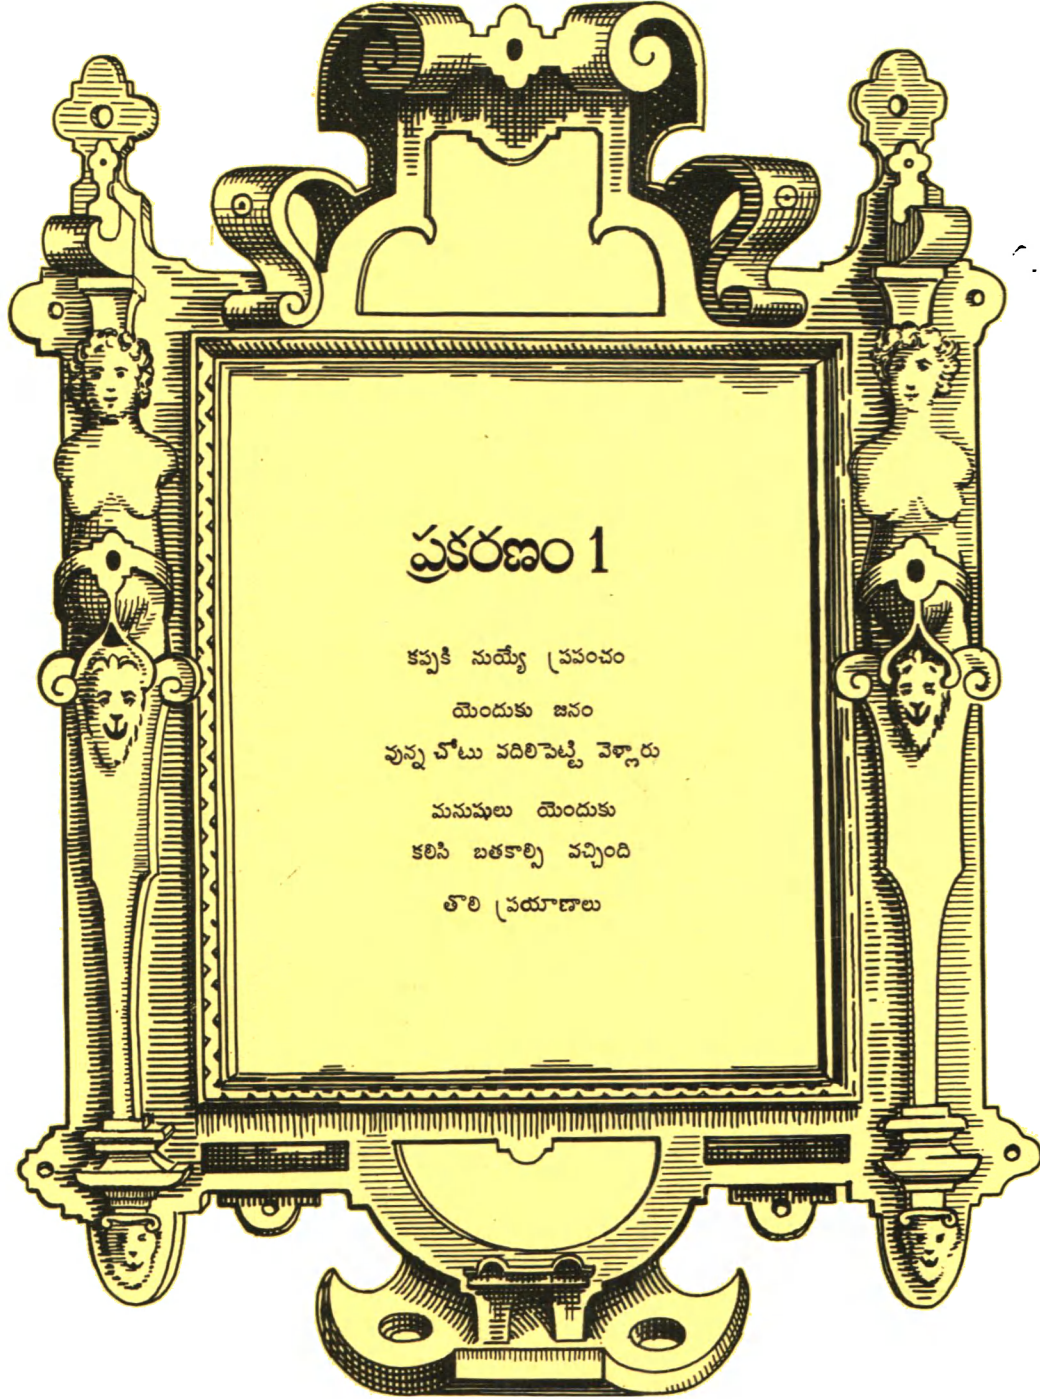 ప్రకరణం 1
కప్పకి నుయ్యే ప్రపంచం
యెందుకు జనం
వున్న చోటు వదిలిపెట్టి వెళ్లారు
మనుషులు యెందుకు
కలిసి బతకాల్సి వచ్చింది
తొలి ప్రయాణాలు